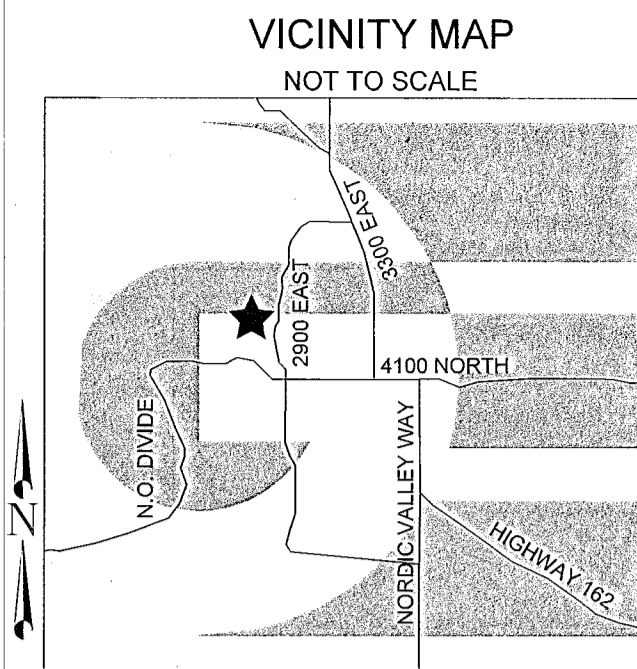 VICINITY MAP
NOT TO SCALE
3300 EAST
2900 EAST
4100 NORTH
N.O. DIVIDE
NORDIC VALLEY WAY
HIGHWAY 162
N